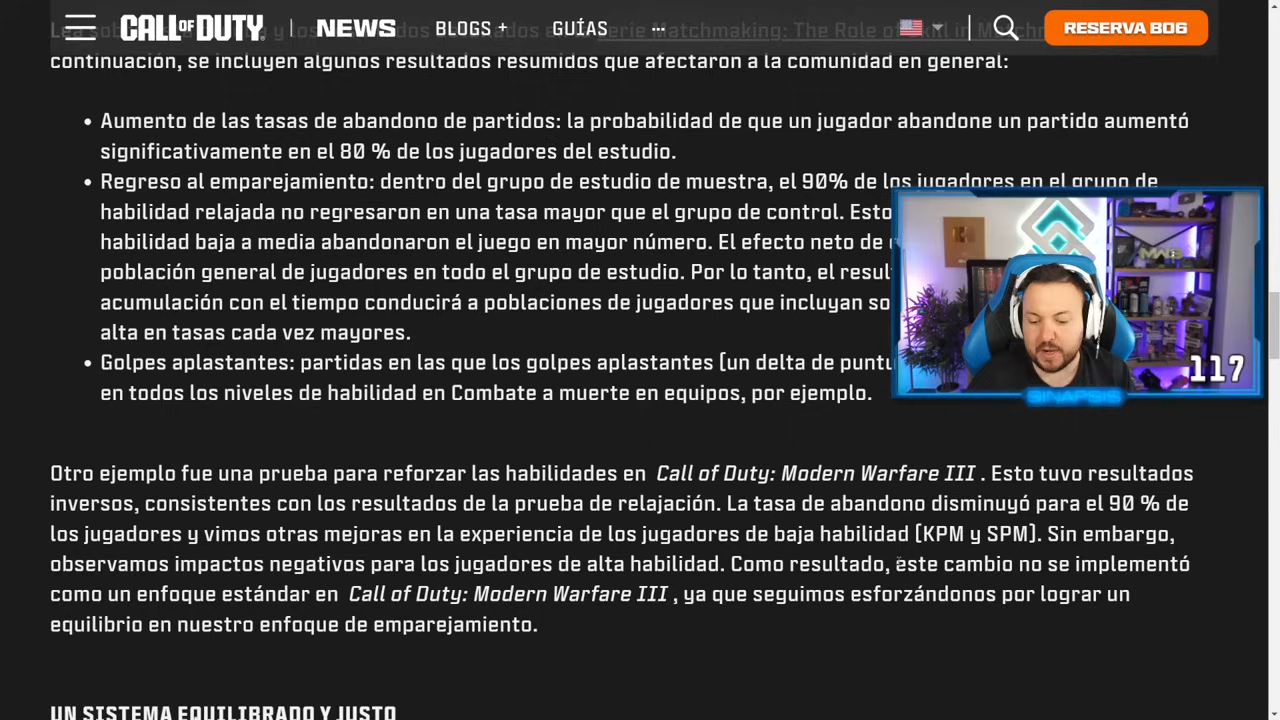 CALL OF DUTY
NEWS
BLOGS +
GUÍAS
...
RESERVA BO6
continuación, se incluyen algunos resultados resumidos que afectaron a la comunidad en general:
• Aumento de las tasas de abandono de partidos: la probabilidad de que un jugador abandone un partido aumentó
significativamente en el 80 % de los jugadores del estudio.
• Regreso al emparejamiento: dentro del grupo de estudio de muestra, el 90% de los jugadores en el grupo de
habilidad relajada no regresaron en una tasa mayor que el grupo de control. Esto
habilidad baja a media abandonaron el juego en mayor número. El efecto neto de
población general de jugadores en todo el grupo de estudio. Por lo tanto, el
acumulación con el tiempo conducirá a poblaciones de jugadores que incluyan
alta en tasas cada vez mayores.
• Golpes aplastantes: partidas en las que los golpes aplastantes (un delta de
en todos los niveles de habilidad en Combate a muerte en equipos, por ejemplo.
MW3
117
SINAPSIS
Otro ejemplo fue una prueba para reforzar las habilidades en Call of Duty: Modern Warfare III . Esto tuvo resultados
inversos, consistentes con los resultados de la prueba de relajación. La tasa de abandono disminuyó para el 90 % de
los jugadores y vimos otras mejoras en la experiencia de los jugadores de baja habilidad (KPM y SPM). Sin embargo,
observamos impactos negativos para los jugadores de alta habilidad. Como resultado, este cambio no se implementó
como un enfoque estándar en Call of Duty: Modern Warfare III , ya que seguimos esforzándonos por lograr un
equilibrio en nuestro enfoque de emparejamiento.
UN SISTEMA EQUILIBRADO Y JUSTO